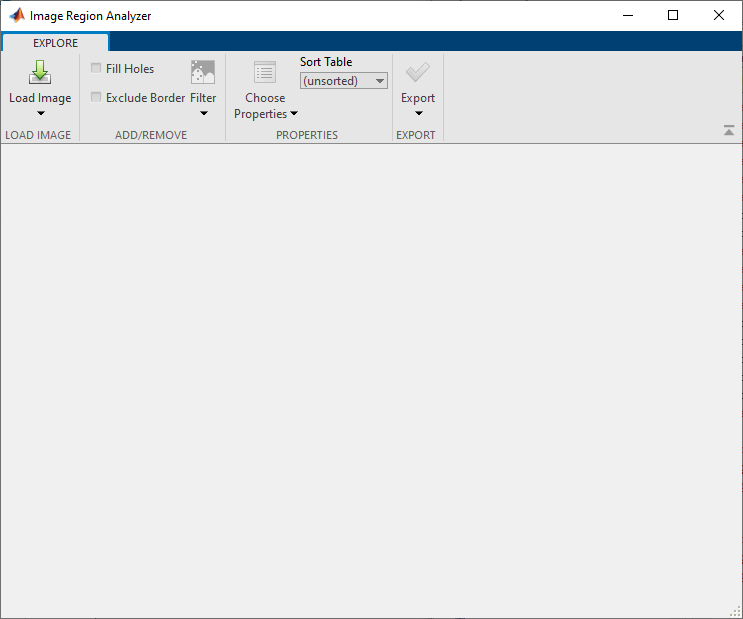 Image Region Analyzer
EXPLORE
Load Image
LOAD IMAGE
Fill Holes
Exclude Border
Filter
ADD/REMOVE
Choose
Properties
Sort Table
(unsorted)
PROPERTIES
Export
EXPORT